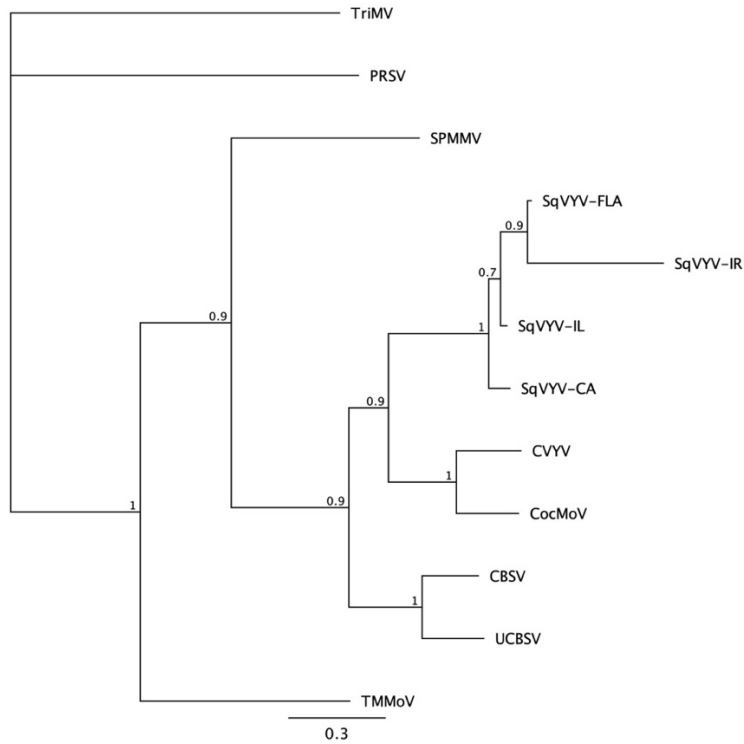 TriMV
PRSV
SPMMV
SqVYV-FLA
0.9
SqVYV-IR
0.7
0.9
SqVYV-IL
1
SqVYV-CA
0.9
CVYV
1
0.9
1
CocMoV
CBSV
1
UCBSV
TMMoV
0.3